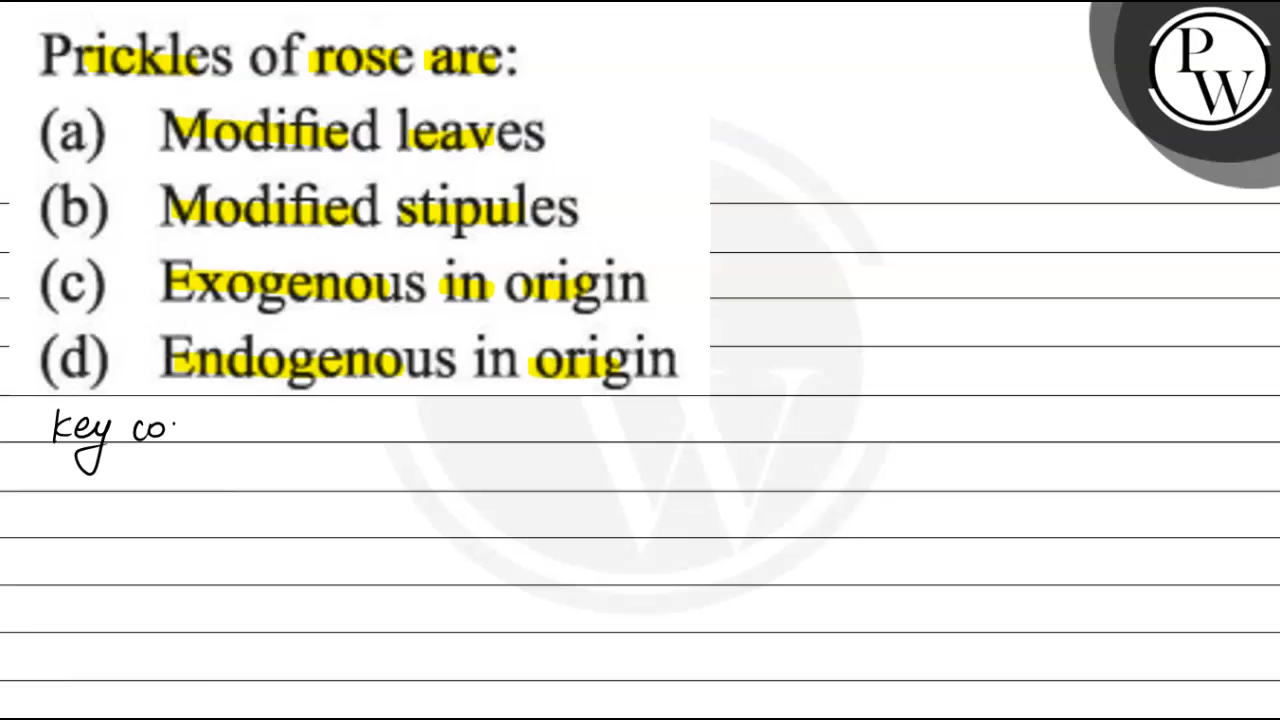 Prickles of rose are:
(a) Modified leaves
(b) Modified stipules
(c) Exogenous in origin
(d) Endogenous in origin
key co.
P
W